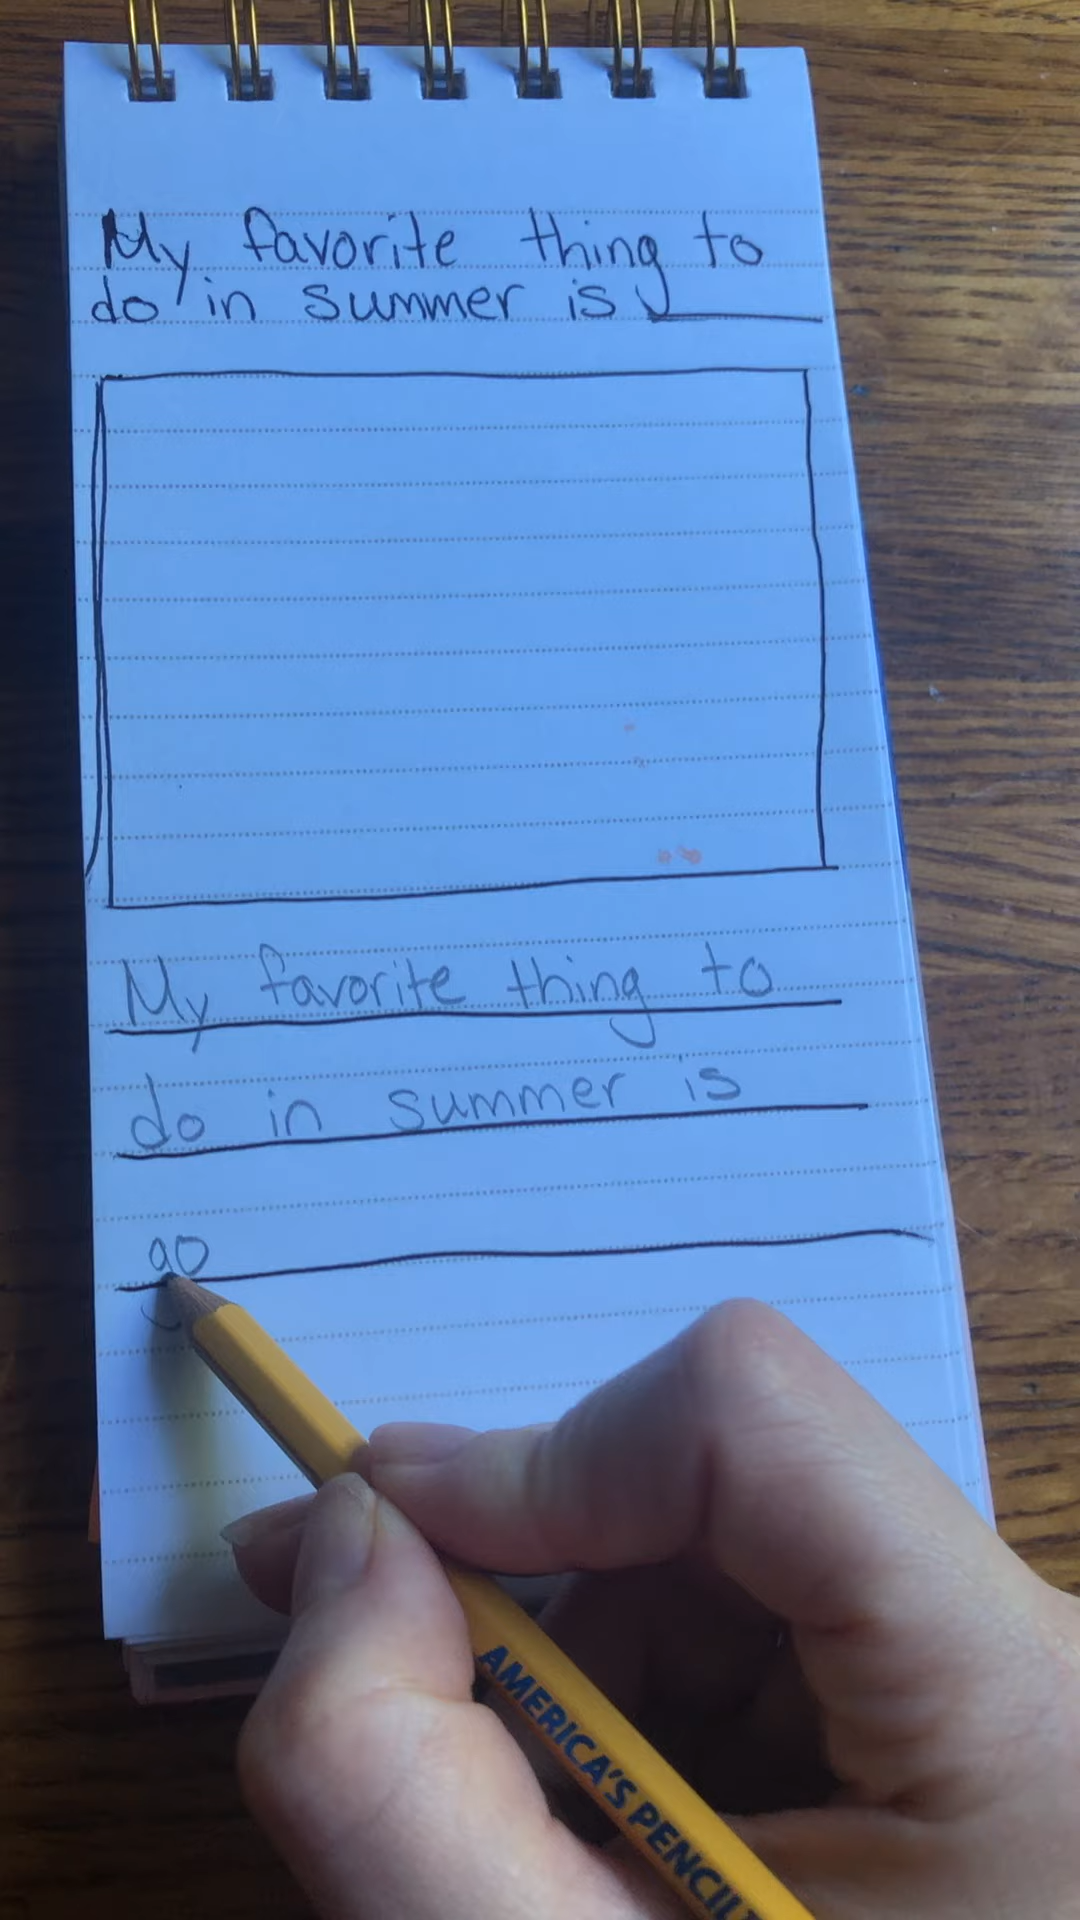 My favorite thing to
do in summer is
My favorite thing to
do in summer is
go
AMERICA'S PENCIL